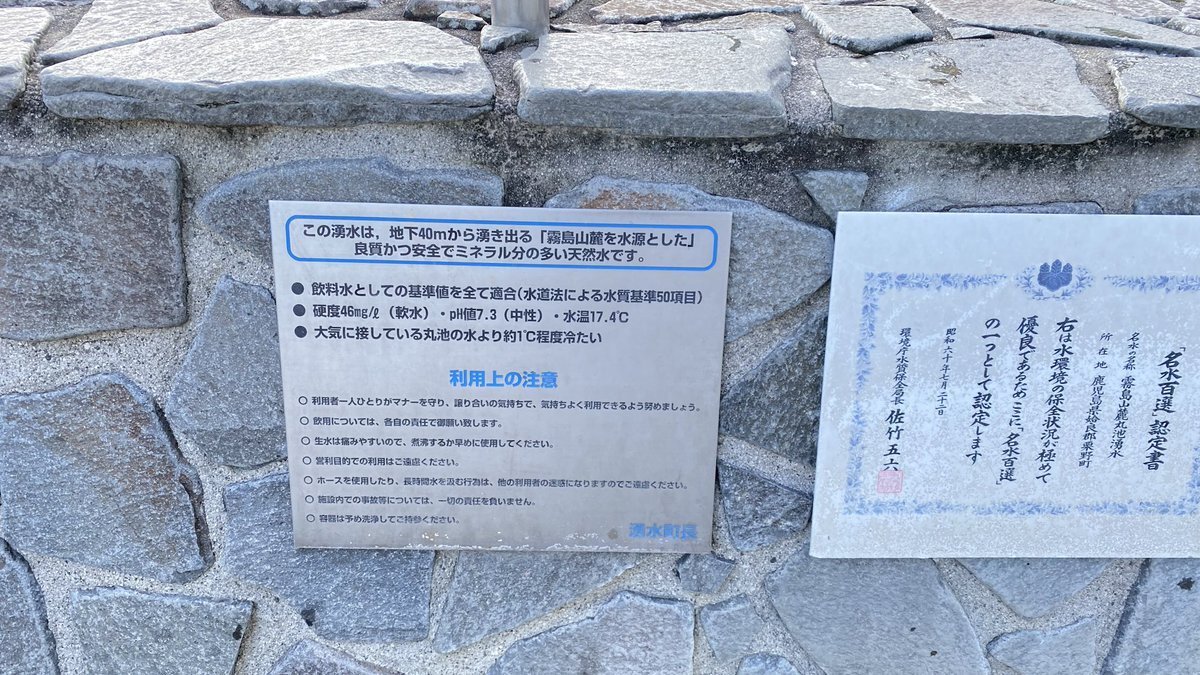 この湧水は，地下40mから湧き出る「霧島山麓を水源とした」
良質かつ安全でミネラル分の多い天然水です。
● 飲料水としての基準値を全て適合(水道法による水質基準50項目)
● 硬度46㎎/ℓ（軟水）・pH値7.3（中性）・水温17.4℃
● 大気に接している丸池の水より約1℃程度冷たい
利用上の注意
○ 利用者一人ひとりがマナーを守り、譲り合いの気持ちで、気持ちよく利用できるよう努めましょう。
○ 飲用については、各自の責任で御願い致します。
○ 生水は痛みやすいので、煮沸するか早めに使用してください。
○ 営利目的での利用はご遠慮ください。
○ ホースを使用したり、長時間水を汲む行為は、他の利用者の迷惑になりますのでご遠慮ください。
○ 施設内での事故等については、一切の責任を負いません。
○ 容器は予め洗浄してご持参ください。
湧水町長
「名水百選」認定書
名水の名称 霧島山麓丸池湧水
所在地 鹿児島県姶良郡栗野町
右は水環境の保全状況が極めて
優良であるためここに「名水百選」
の一つとして認定します
昭和六十年七月二十二日
環境庁水質保全局長 佐竹五六